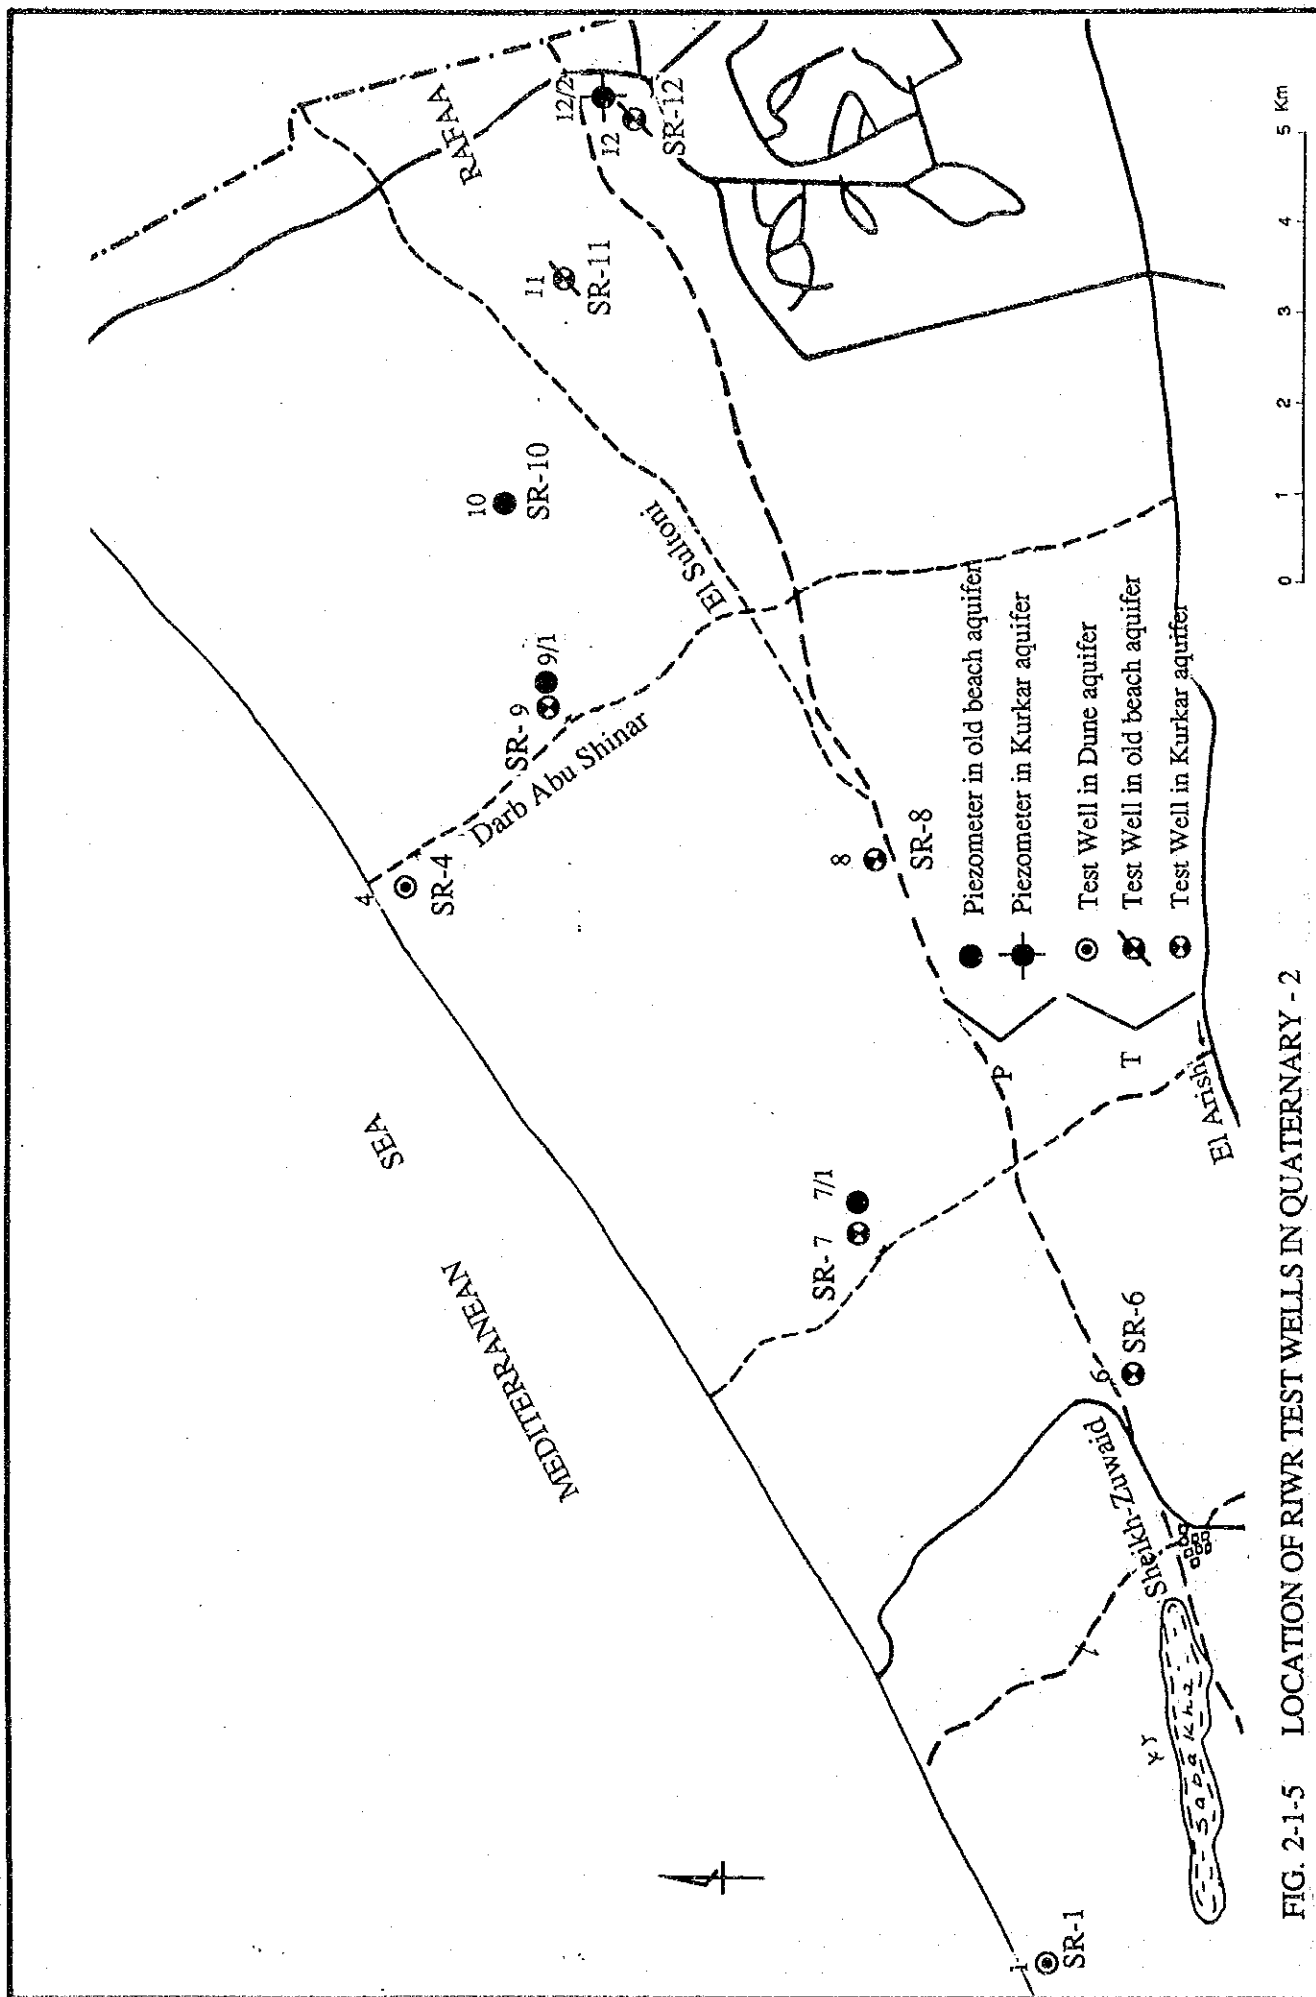 RAFAA
12/2
12
SR-12
11
SR-11
10
SR-10
El Sultoni
9/1
SR-9
Darb Abu Shinar
4
SR-4
8
SR-8
SEA
MEDITERRANEAN
7/1
SR-7
6
SR-6
Sheikh-Zuwaid
Sabakha
1
SR-1
El Arish
P
T
Piezometer in old beach aquifer
Piezometer in Kurkar aquifer
Test Well in Dune aquifer
Test Well in old beach aquifer
Test Well in Kurkar aquifer
0 1 2 3 4 5 Km
FIG. 2-1-5 LOCATION OF RIWR TEST WELLS IN QUATERNARY - 2